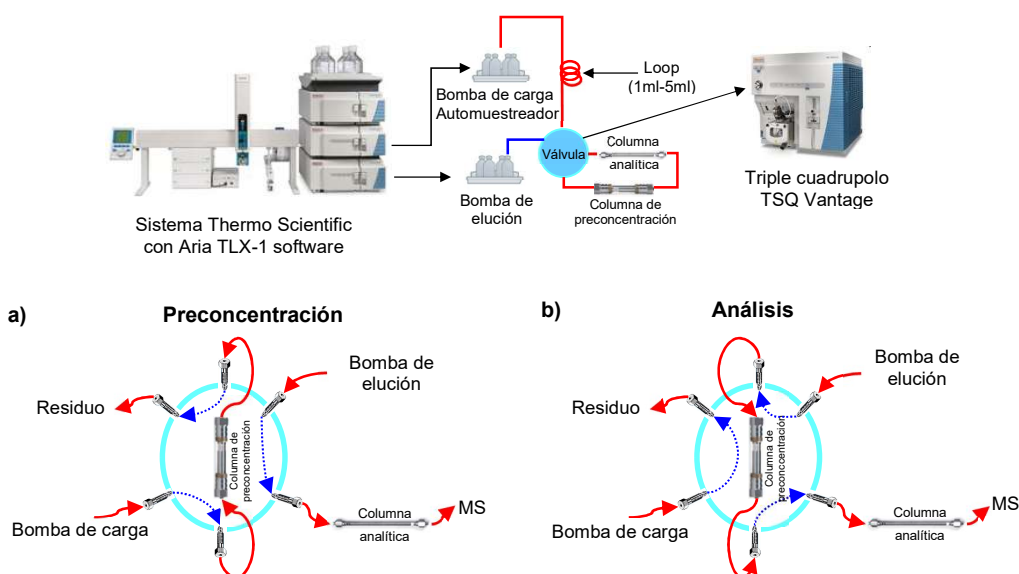 Bomba de carga
Automuestreador
Loop
(1ml-5ml)
Válvula
Columna
analítica
Bomba de
elución
Columna de
preconcentración
Sistema Thermo Scientific
con Aria TLX-1 software
Triple cuadrupolo
TSQ Vantage
a)
Preconcentración
Bomba de
elución
Residuo
Columna de
preconcentración
Bomba de carga
Columna
analítica
MS
b)
Análisis
Bomba de
elución
Residuo
Columna de
Bomba de carga
Columna
analítica
MS